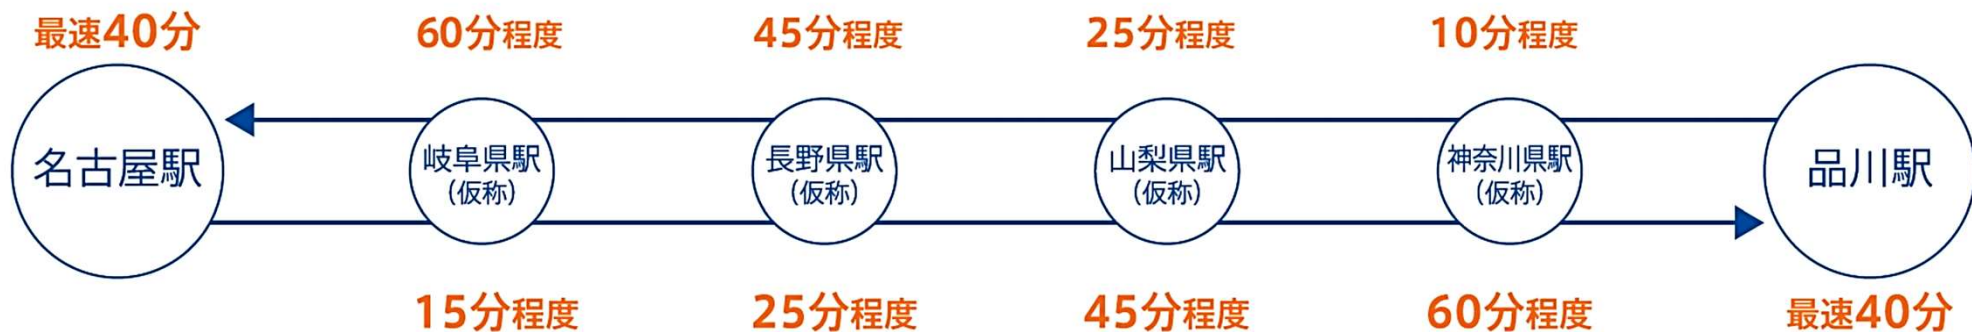 最速40分 60分程度 45分程度 25分程度 10分程度
名古屋駅
岐阜県駅
(仮称)
長野県駅
(仮称)
山梨県駅
(仮称)
神奈川県駅
(仮称)
品川駅
15分程度 25分程度 45分程度 60分程度 最速40分